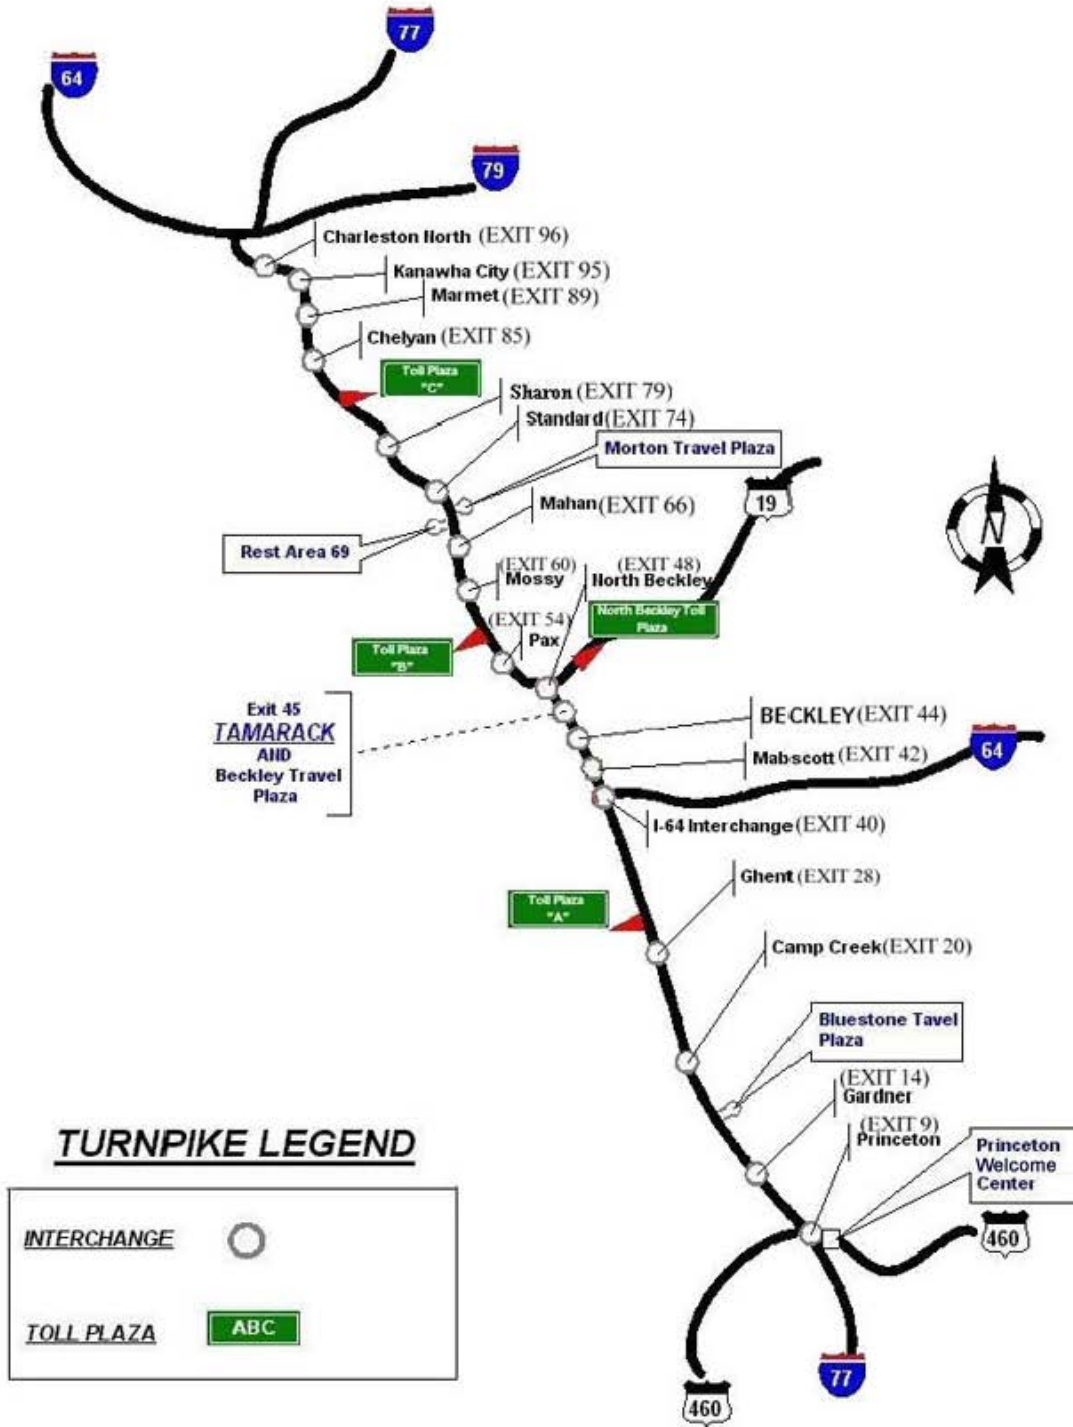 77
64
79
Charleston North (EXIT 96)
Kanawha City (EXIT 95)
Marmet (EXIT 89)
Chelyan (EXIT 85)
Toll Plaza
"C"
Sharon (EXIT 79)
Standard (EXIT 74)
Morton Travel Plaza
19
Mahan (EXIT 66)
N
Rest Area 69
(EXIT 60)
Mossy
(EXIT 48)
North Beckley
North Beckley Toll
Plaza
(EXIT 54)
Pax
Toll Plaza
"B"
Exit 45
TAMARACK
AND
Beckley Travel
Plaza
BECKLEY (EXIT 44)
64
Mabscott (EXIT 42)
I-64 Interchange (EXIT 40)
Ghent (EXIT 28)
Toll Plaza
"A"
Camp Creek (EXIT 20)
Bluestone Tavel
Plaza
(EXIT 14)
Gardner
(EXIT 9)
Princeton
Princeton
Welcome
Center
460
77
460
TURNPIKE LEGEND
INTERCHANGE
TOLL PLAZA
ABC